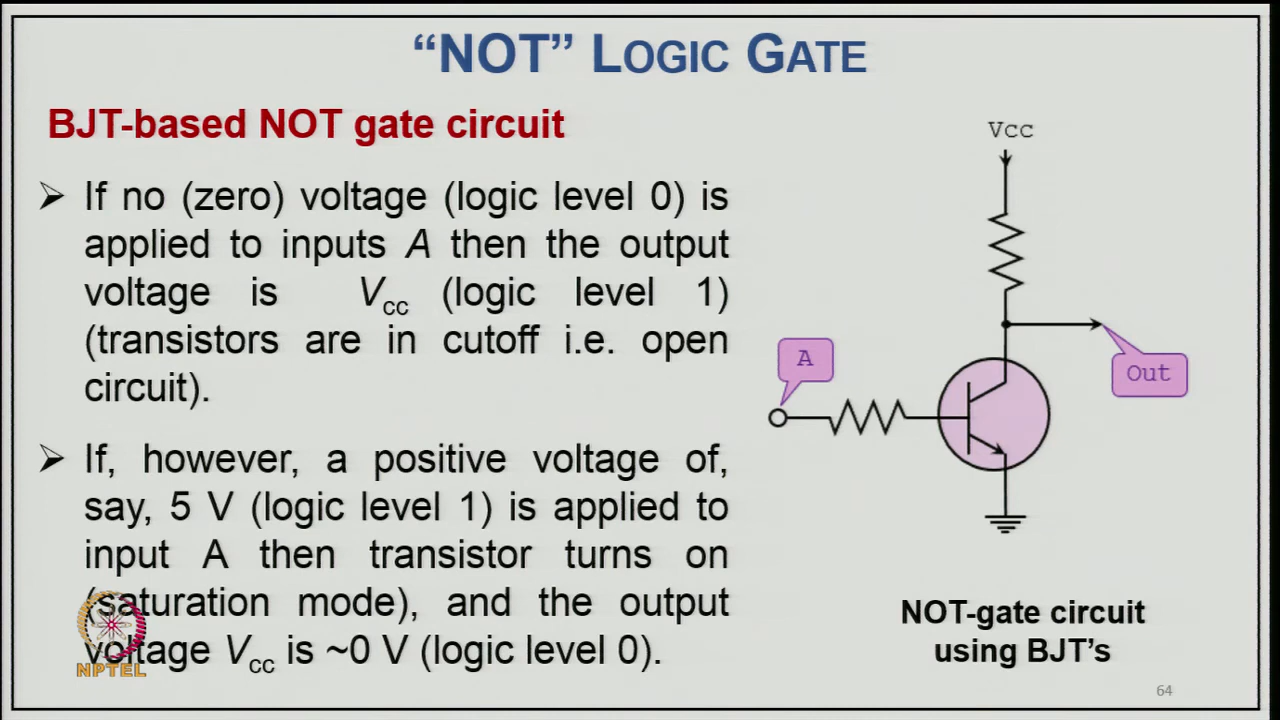 “NOT” LOGIC GATE
BJT-based NOT gate circuit
➢ If no (zero) voltage (logic level 0) is
applied to inputs A then the output
voltage is Vcc (logic level 1)
(transistors are in cutoff i.e. open
circuit).
➢ If, however, a positive voltage of,
say, 5 V (logic level 1) is applied to
input A then transistor turns on
(saturation mode), and the output
voltage Vcc is ~0 V (logic level 0).
Vcc
A
Out
NOT-gate circuit
using BJT’s
NPTEL
64